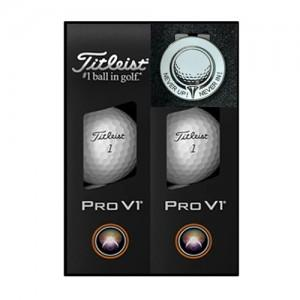 Titleist®
#1 ball in golf.®
NEVER UP! NEVER IN!
Titleist
1
Titleist
1
PRO V1®
PRO V1®